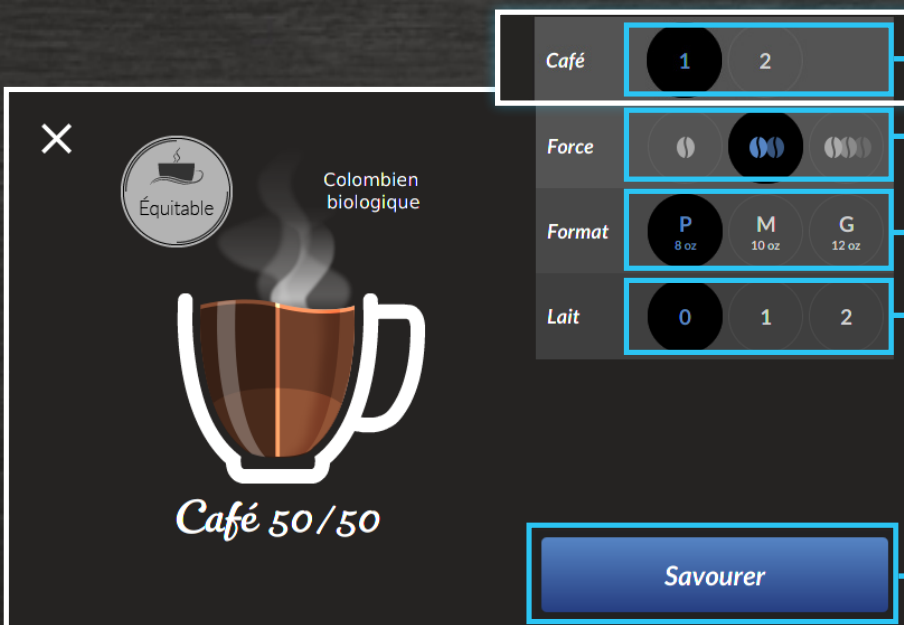 Équitable
Colombien
biologique
Café 50/50
Café 1 2
Force
Format P M G
8 oz 10 oz 12 oz
Lait 0 1 2
Savourer